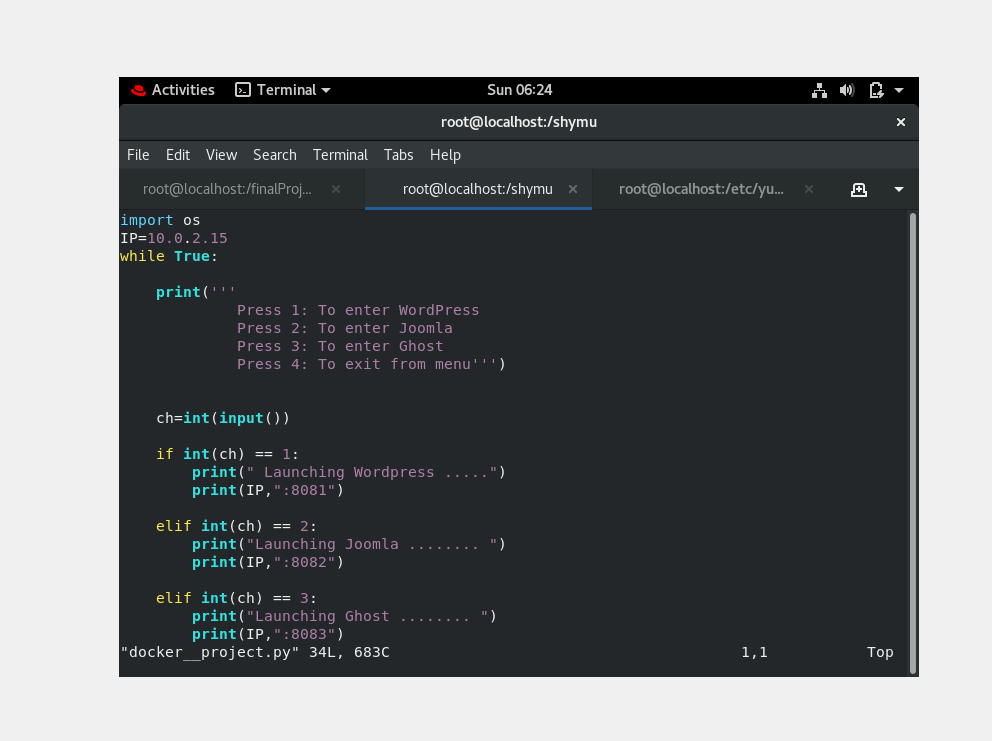 Activities Terminal Sun 06:24
root@localhost:/shymu ×
File Edit View Search Terminal Tabs Help
root@localhost:/finalProj... × root@localhost:/shymu × root@localhost:/etc/yu... ×
import os
IP=10.0.2.15
while True:
    print('''
             Press 1: To enter WordPress
             Press 2: To enter Joomla
             Press 3: To enter Ghost
             Press 4: To exit from menu''')
    ch=int(input())
    if int(ch) == 1:
        print(" Launching Wordpress .....")
        print(IP,":8081")
    elif int(ch) == 2:
        print("Launching Joomla ........ ")
        print(IP,":8082")
    elif int(ch) == 3:
        print("Launching Ghost ........ ")
        print(IP,":8083")
"docker__project.py" 34L, 683C 1,1 Top